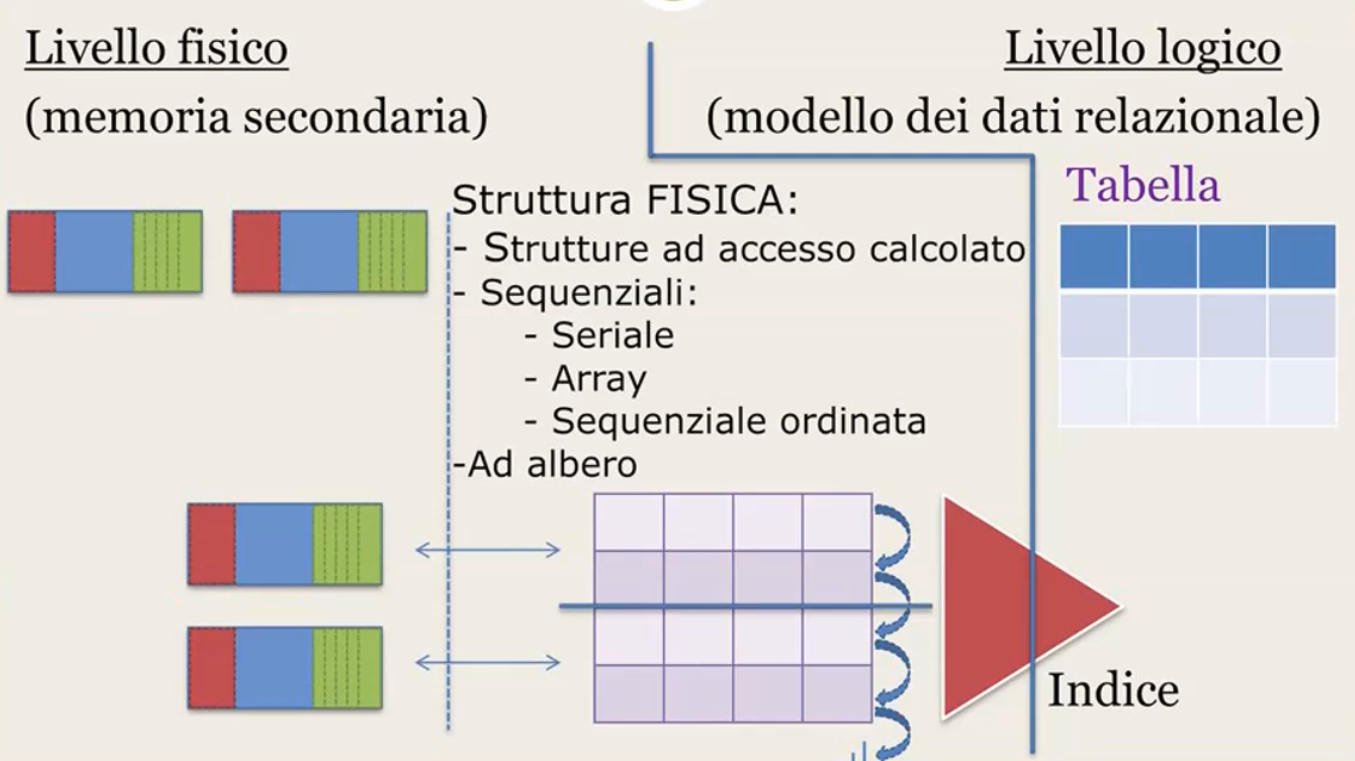 Livello fisico
(memoria secondaria)
Livello logico
(modello dei dati relazionale)
Tabella
Struttura FISICA:
- Strutture ad accesso calcolato
- Sequenziali:
- Seriale
- Array
- Sequenziale ordinata
-Ad albero
Indice